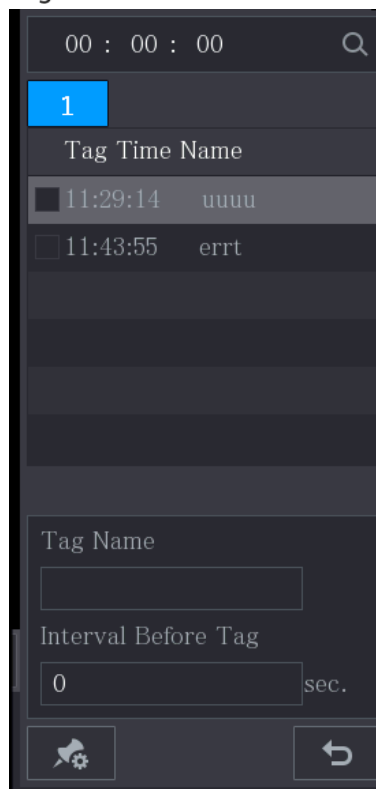 00 : 00 : 00
1
Tag Time Name
11:29:14 uuuu
11:43:55 errt
Tag Name
Interval Before Tag
0 sec.